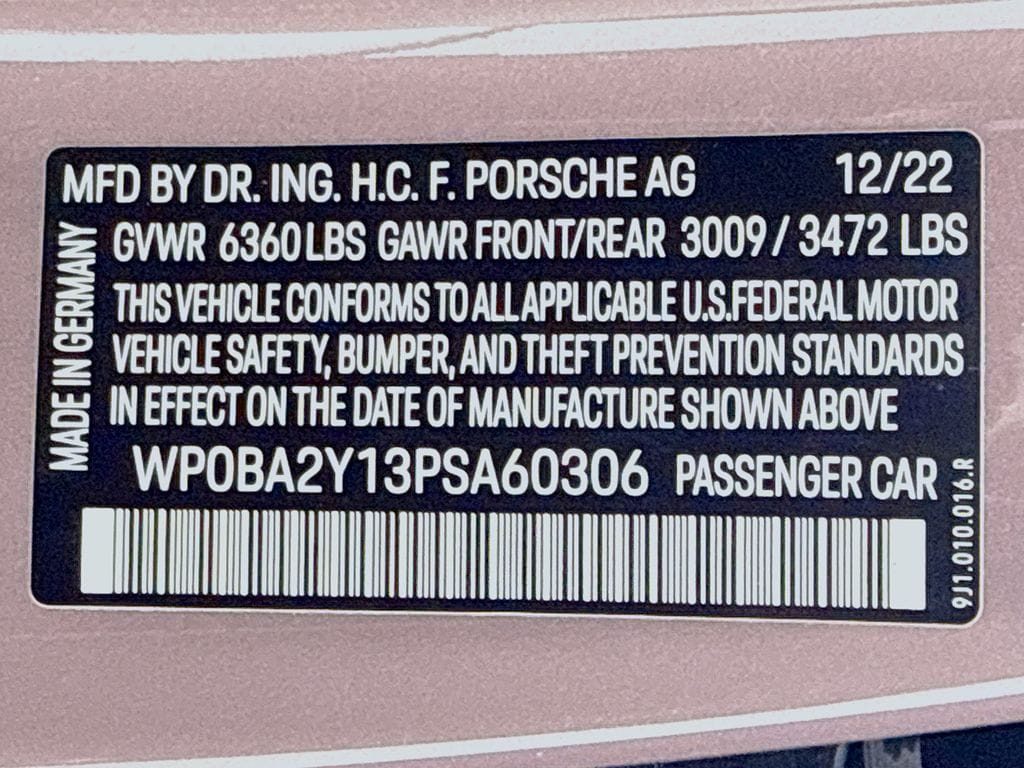 MFD BY DR. ING. H.C. F. PORSCHE AG 12/22
GVWR 6360 LBS GAWR FRONT/REAR 3009 / 3472 LBS
THIS VEHICLE CONFORMS TO ALL APPLICABLE U.S. FEDERAL MOTOR
VEHICLE SAFETY, BUMPER, AND THEFT PREVENTION STANDARDS
IN EFFECT ON THE DATE OF MANUFACTURE SHOWN ABOVE
WP0BA2Y13PSA60306 PASSENGER CAR
MADE IN GERMANY
9J1.010.016.R